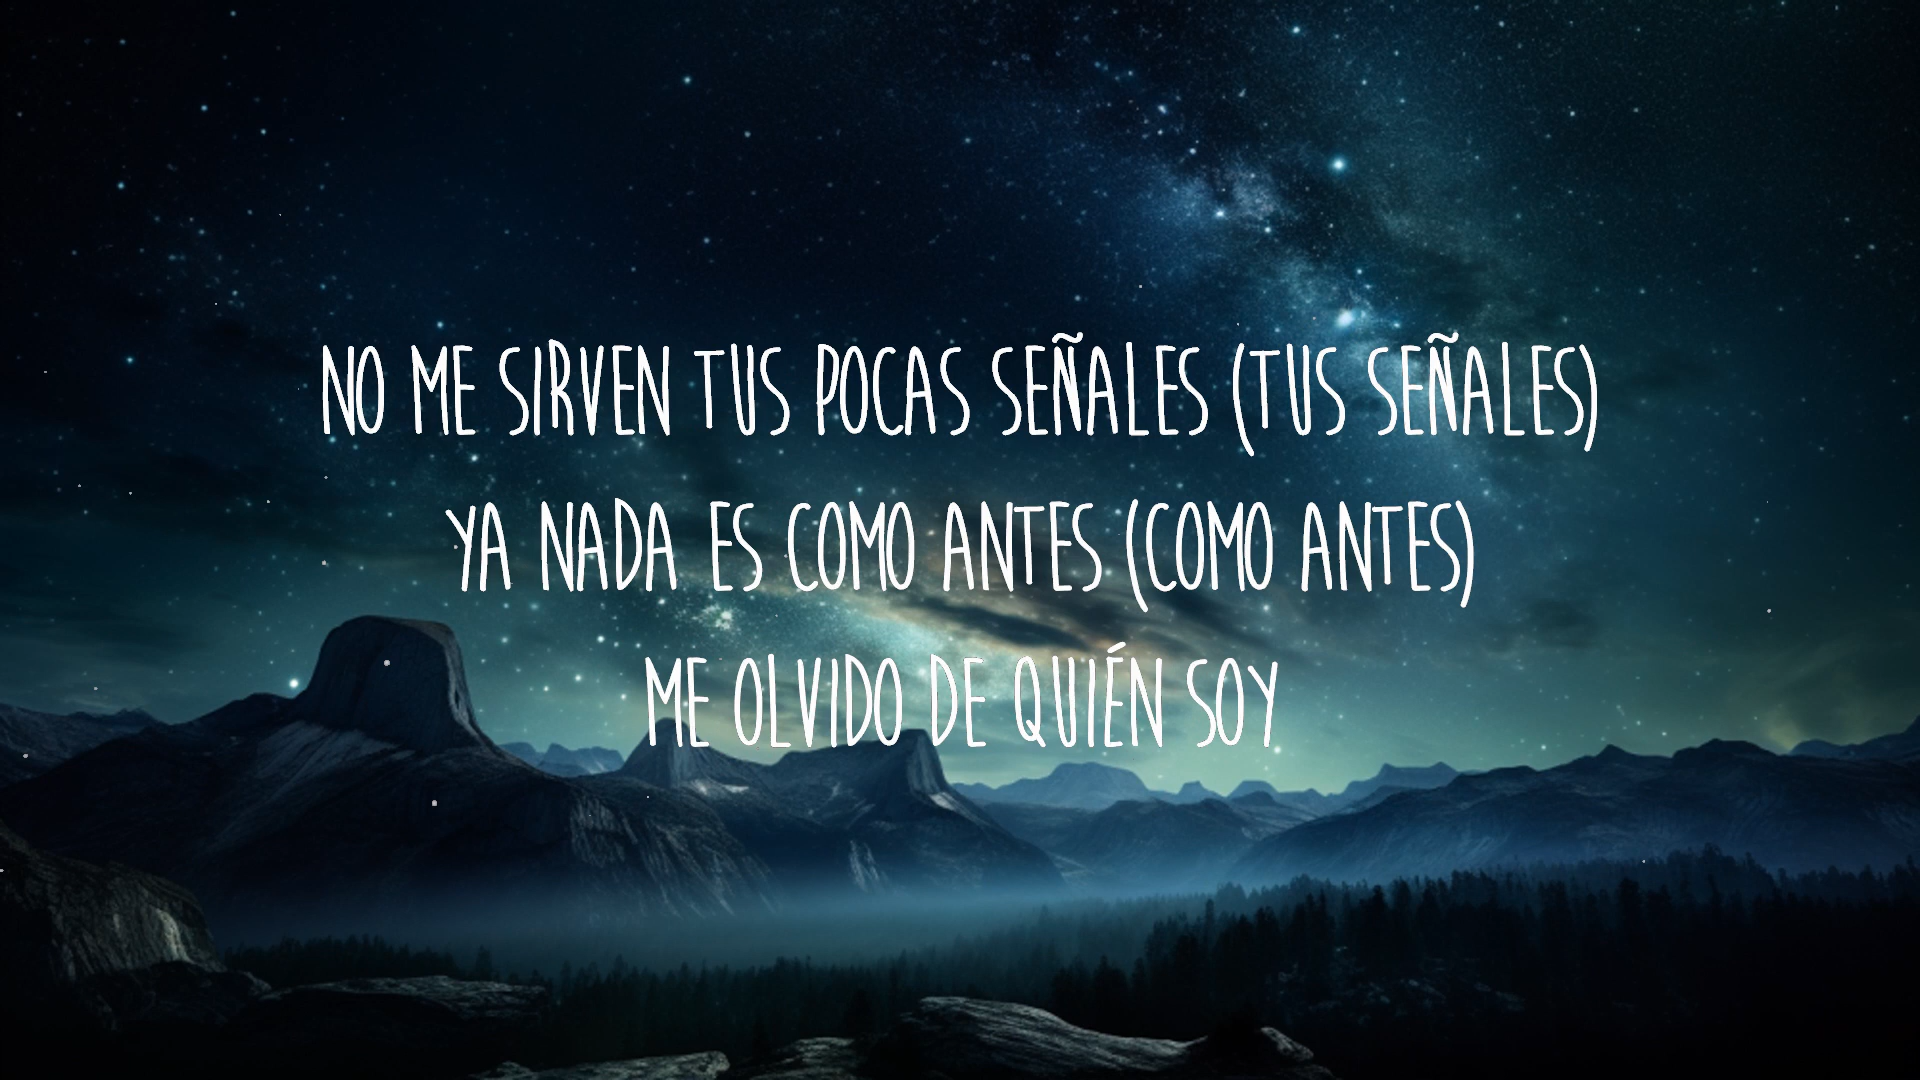 NO ME SIRVEN TUS POCAS SEÑALES (TUS SEÑALES)
YA NADA ES COMO ANTES (COMO ANTES)
ME OLVIDO DE QUIÉN SOY